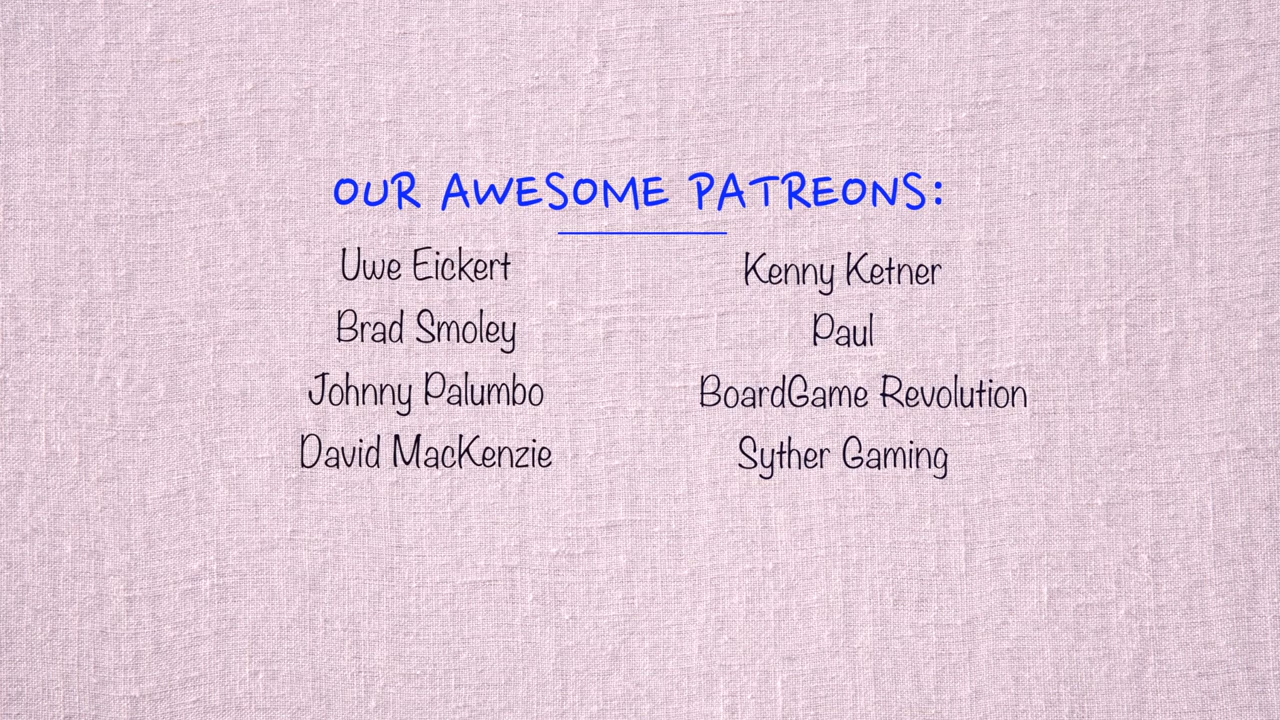 OUR AWESOME PATREONS:
Uwe Eickert
Brad Smoley
Johnny Palumbo
David MacKenzie
Kenny Ketner
Paul
BoardGame Revolution
Syther Gaming